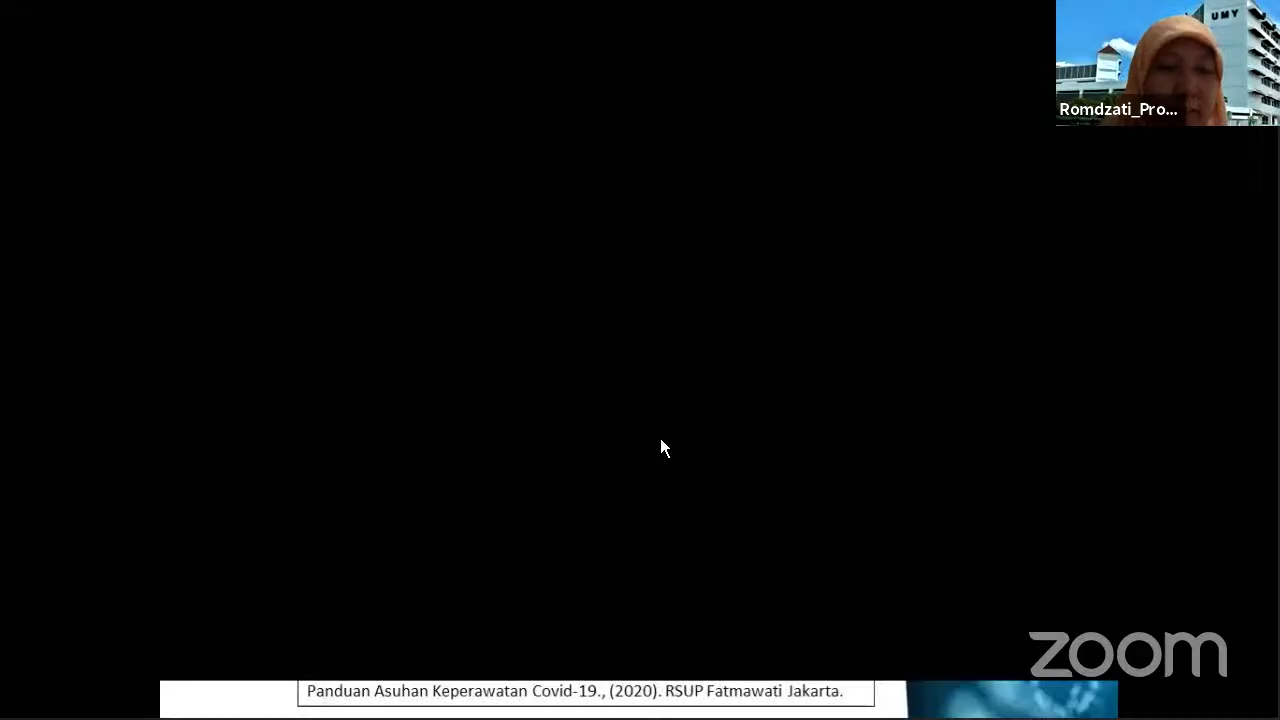 UMY
Romdzati_Pro...
zoom
Panduan Asuhan Keperawatan Covid-19., (2020). RSUP Fatmawati Jakarta.